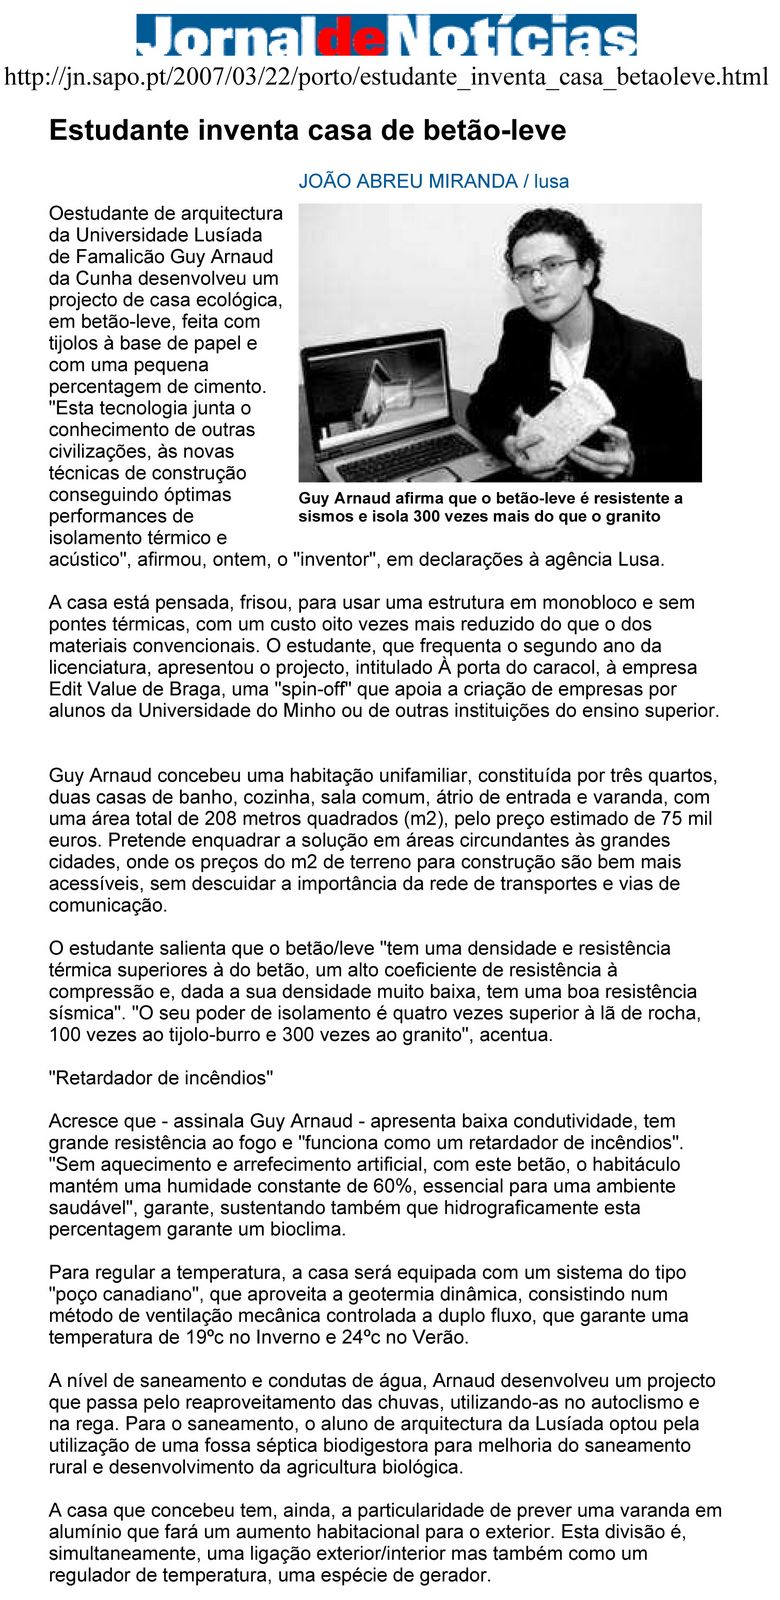 Jornal de Notícias
http://jn.sapo.pt/2007/03/22/porto/estudante_inventa_casa_betaoleve.html
Estudante inventa casa de betão-leve
JOÃO ABREU MIRANDA / lusa
Oestudante de arquitectura
da Universidade Lusíada
de Famalicão Guy Arnaud
da Cunha desenvolveu um
projecto de casa ecológica,
em betão-leve, feita com
tijolos à base de papel e
com uma pequena
percentagem de cimento.
"Esta tecnologia junta o
conhecimento de outras
civilizações, às novas
técnicas de construção
conseguindo óptimas
performances de
isolamento térmico e
acústico", afirmou, ontem, o "inventor", em declarações à agência Lusa.
Guy Arnaud afirma que o betão-leve é resistente a
sismos e isola 300 vezes mais do que o granito
A casa está pensada, frisou, para usar uma estrutura em monobloco e sem
pontes térmicas, com um custo oito vezes mais reduzido do que o dos
materiais convencionais. O estudante, que frequenta o segundo ano da
licenciatura, apresentou o projecto, intitulado À porta do caracol, à empresa
Edit Value de Braga, uma "spin-off" que apoia a criação de empresas por
alunos da Universidade do Minho ou de outras instituições do ensino superior.
Guy Arnaud concebeu uma habitação unifamiliar, constituída por três quartos,
duas casas de banho, cozinha, sala comum, átrio de entrada e varanda, com
uma área total de 208 metros quadrados (m2), pelo preço estimado de 75 mil
euros. Pretende enquadrar a solução em áreas circundantes às grandes
cidades, onde os preços do m2 de terreno para construção são bem mais
acessíveis, sem descuidar a importância da rede de transportes e vias de
comunicação.
O estudante salienta que o betão/leve "tem uma densidade e resistência
térmica superiores à do betão, um alto coeficiente de resistência à
compressão e, dada a sua densidade muito baixa, tem uma boa resistência
sísmica". "O seu poder de isolamento é quatro vezes superior à lã de rocha,
100 vezes ao tijolo-burro e 300 vezes ao granito", acentua.
"Retardador de incêndios"
Acresce que - assinala Guy Arnaud - apresenta baixa condutividade, tem
grande resistência ao fogo e "funciona como um retardador de incêndios".
"Sem aquecimento e arrefecimento artificial, com este betão, o habitáculo
mantém uma humidade constante de 60%, essencial para uma ambiente
saudável", garante, sustentando também que hidrograficamente esta
percentagem garante um bioclima.
Para regular a temperatura, a casa será equipada com um sistema do tipo
"poço canadiano", que aproveita a geotermia dinâmica, consistindo num
método de ventilação mecânica controlada a duplo fluxo, que garante uma
temperatura de 19ºc no Inverno e 24ºc no Verão.
A nível de saneamento e condutas de água, Arnaud desenvolveu um projecto
que passa pelo reaproveitamento das chuvas, utilizando-as no autoclismo e
na rega. Para o saneamento, o aluno de arquitectura da Lusíada optou pela
utilização de uma fossa séptica biodigestora para melhoria do saneamento
rural e desenvolvimento da agricultura biológica.
A casa que concebeu tem, ainda, a particularidade de prever uma varanda em
alumínio que fará um aumento habitacional para o exterior. Esta divisão é,
simultaneamente, uma ligação exterior/interior mas também como um
regulador de temperatura, uma espécie de gerador.